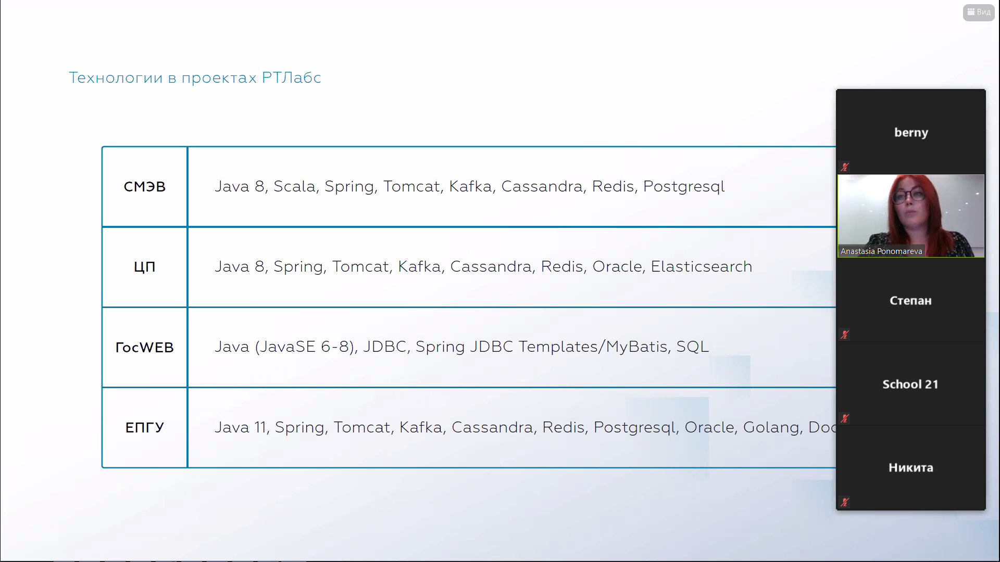 Вид
Технологии в проектах РТЛабс
СМЭВ
Java 8, Scala, Spring, Tomcat, Kafka, Cassandra, Redis, Postgresql
ЦП
Java 8, Spring, Tomcat, Kafka, Cassandra, Redis, Oracle, Elasticsearch
ГосWEB
Java (JavaSE 6-8), JDBC, Spring JDBC Templates/MyBatis, SQL
ЕПГУ
Java 11, Spring, Tomcat, Kafka, Cassandra, Redis, Postgresql, Oracle, Golang,
berny
Anastasia Ponomareva
Степан
School 21
Никита